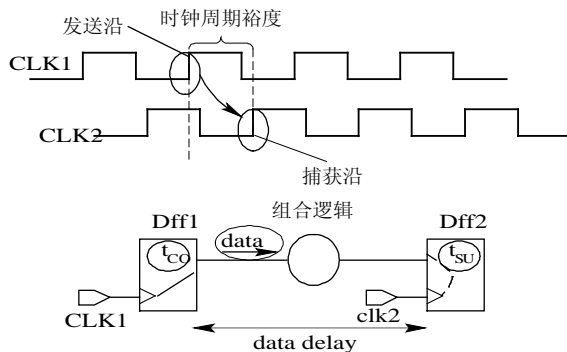 发送沿 时钟周期裕度
CLK1
CLK2
捕获沿
组合逻辑
Dff1 Dff2
tCO data tSU
CLK1 clk2
data delay